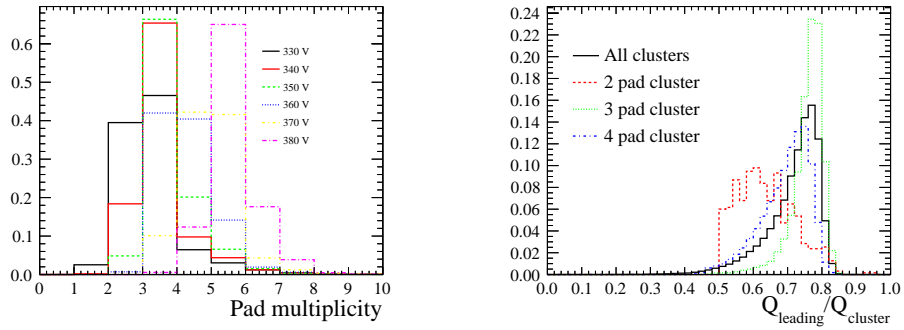 0.6
0.5
0.4
0.3
0.2
0.1
0.0
0 1 2 3 4 5 6 7 8 9 10
Pad multiplicity
330 V
340 V
350 V
360 V
370 V
380 V
0.24
0.22
0.20
0.18
0.16
0.14
0.12
0.10
0.08
0.06
0.04
0.02
0.00
0.0 0.1 0.2 0.3 0.4 0.5 0.6 0.7 0.8 0.9 1.0
Q_leading/Q_cluster
All clusters
2 pad cluster
3 pad cluster
4 pad cluster